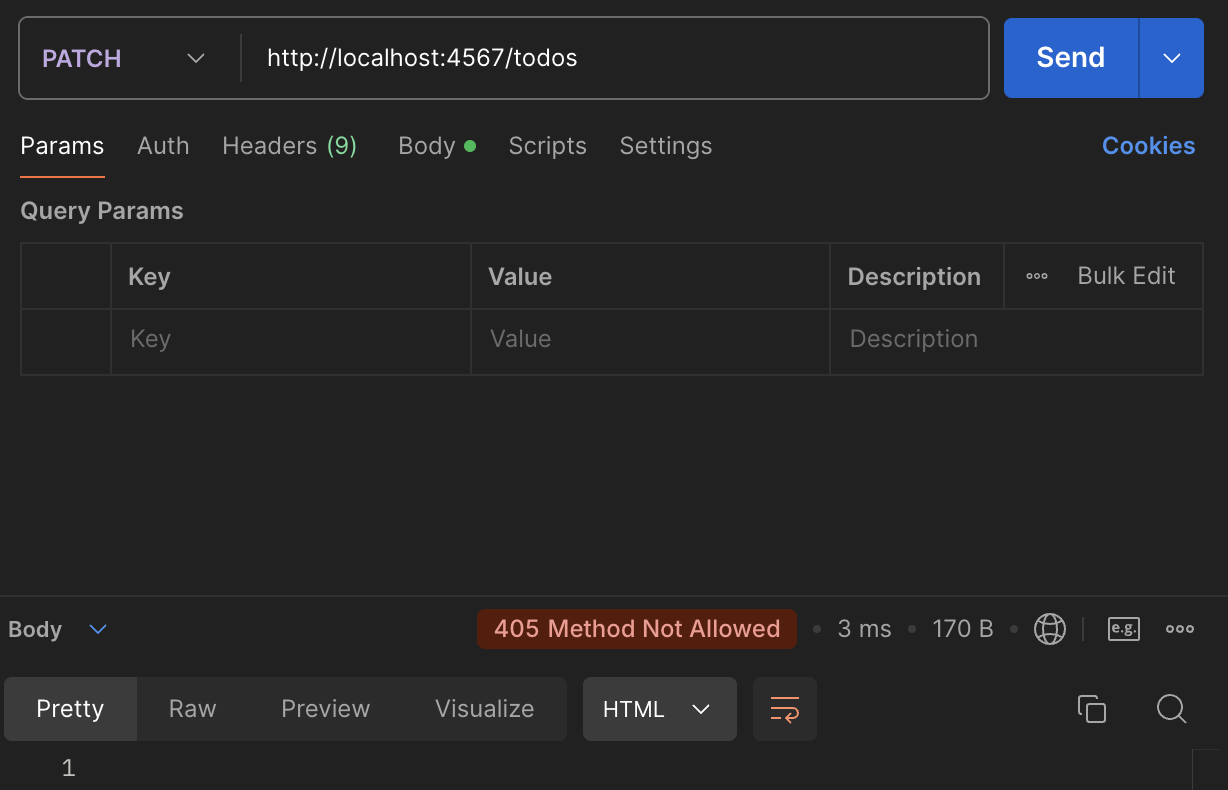 PATCH http://localhost:4567/todos Send
Params Auth Headers (9) Body Scripts Settings Cookies
Query Params
Key Value Description Bulk Edit
Key Value Description
Body 405 Method Not Allowed • 3 ms • 170 B • e.g.
Pretty Raw Preview Visualize HTML
1